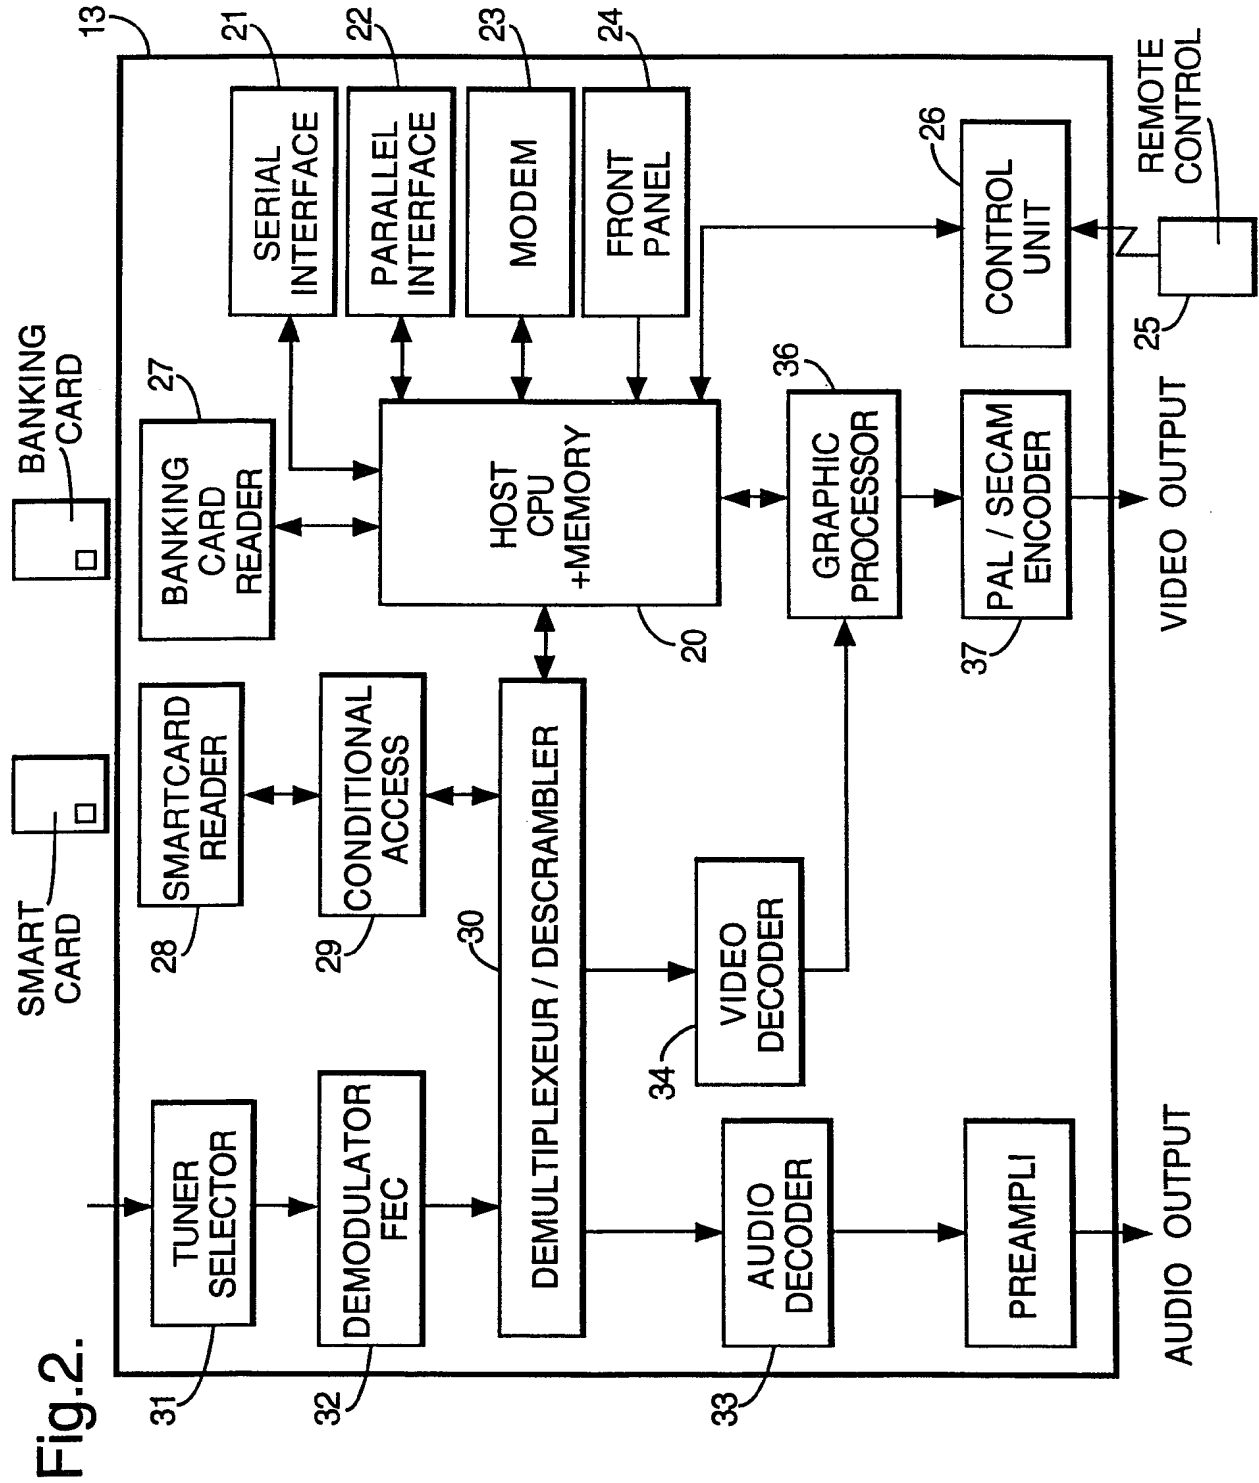 Fig.2.
SMART
CARD
BANKING
CARD
13
31
TUNER
SELECTOR
28
SMARTCARD
READER
27
BANKING
CARD
READER
21
SERIAL
INTERFACE
22
PARALLEL
INTERFACE
32
DEMODULATOR
FEC
29
CONDITIONAL
ACCESS
23
MODEM
30
DEMULTIPLEXEUR / DESCRAMBLER
HOST
CPU
+MEMORY
20
24
FRONT
PANEL
33
AUDIO
DECODER
34
VIDEO
DECODER
36
GRAPHIC
PROCESSOR
26
CONTROL
UNIT
PREAMPLI
37
PAL / SECAM
ENCODER
25
REMOTE
CONTROL
AUDIO OUTPUT
VIDEO OUTPUT